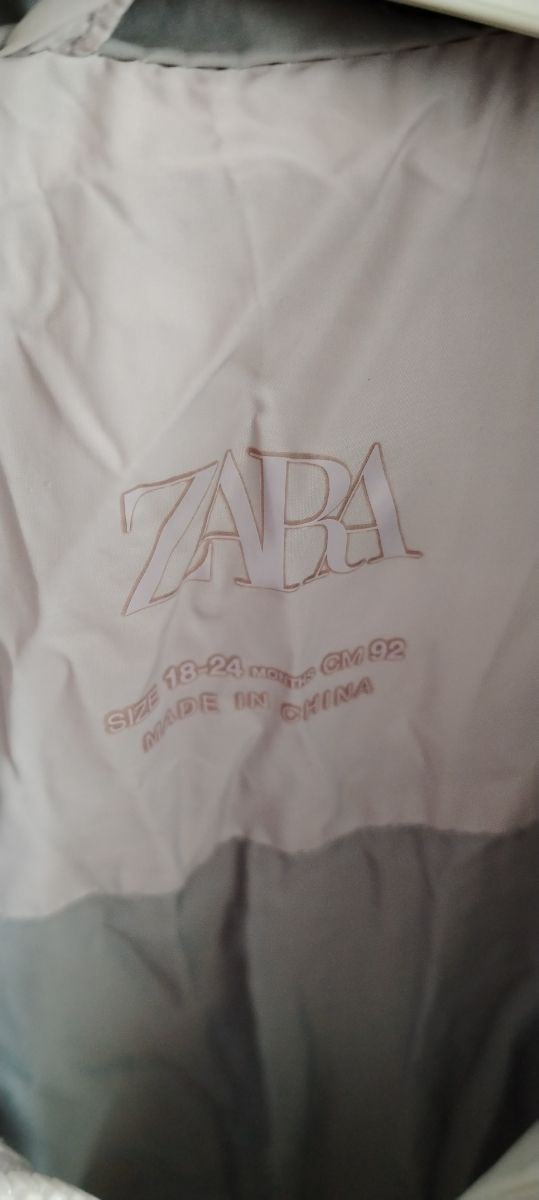 ZARA
SIZE 18-24 MONTHS CM 92
MADE IN CHINA